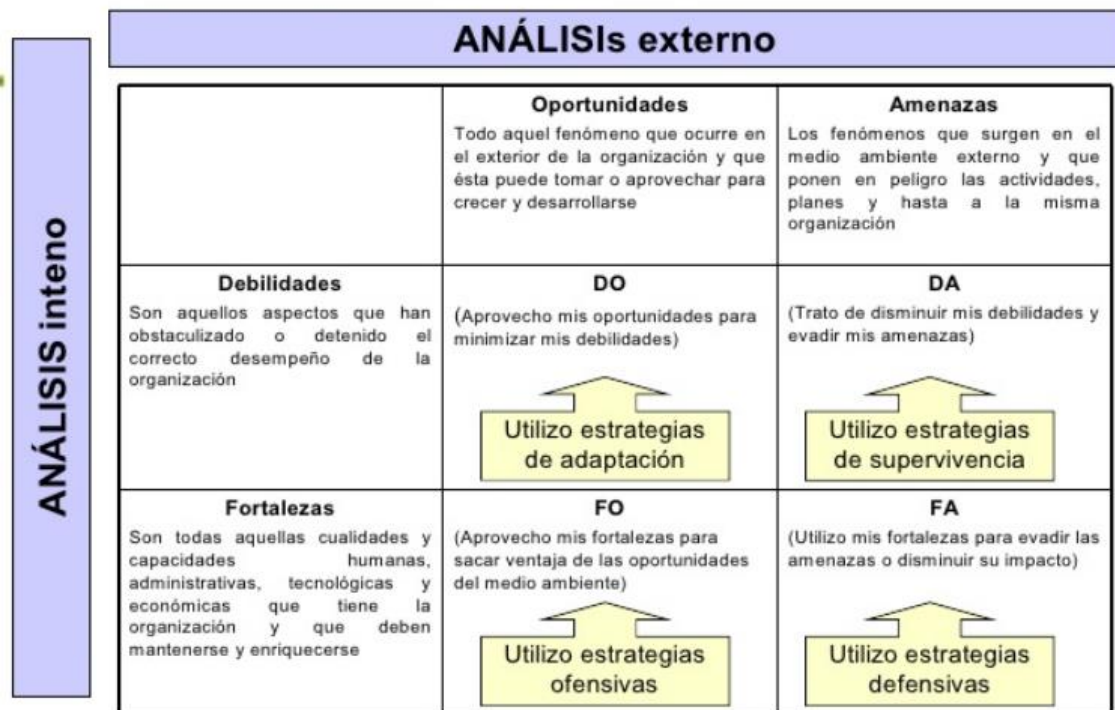 ANÁLISIs externo
ANÁLISIS inteno
Oportunidades
Todo aquel fenómeno que ocurre en
el exterior de la organización y que
ésta puede tomar o aprovechar para
crecer y desarrollarse
Amenazas
Los fenómenos que surgen en el
medio ambiente externo y que
ponen en peligro las actividades,
planes y hasta a la misma
organización
Debilidades
Son aquellos aspectos que han
obstaculizado o detenido el
correcto desempeño de la
organización
DO
(Aprovecho mis oportunidades para
minimizar mis debilidades)
Utilizo estrategias
de adaptación
DA
(Trato de disminuir mis debilidades y
evadir mis amenazas)
Utilizo estrategias
de supervivencia
Fortalezas
Son todas aquellas cualidades y
capacidades humanas,
administrativas, tecnológicas y
económicas que tiene la
organización y que deben
mantenerse y enriquecerse
FO
(Aprovecho mis fortalezas para
sacar ventaja de las oportunidades
del medio ambiente)
Utilizo estrategias
ofensivas
FA
(Utilizo mis fortalezas para evadir las
amenazas o disminuir su impacto)
Utilizo estrategias
defensivas